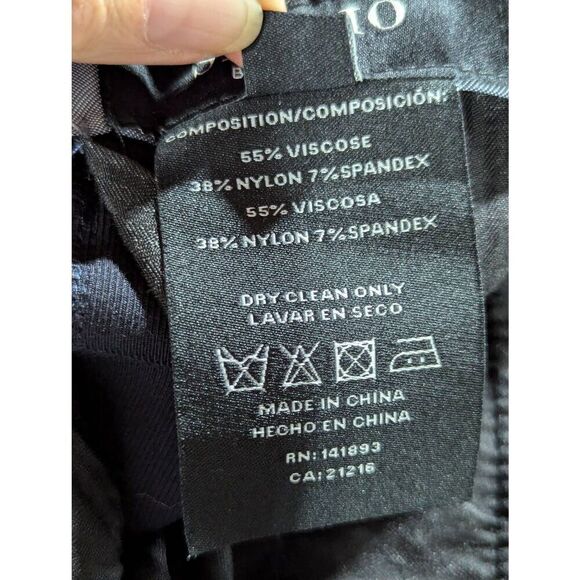 IO
B
COMPOSITION/COMPOSICIÓN:
55% VISCOSE
38% NYLON 7% SPANDEX
55% VISCOSA
38% NYLON 7% SPANDEX
DRY CLEAN ONLY
LAVAR EN SECO
MADE IN CHINA
HECHO EN CHINA
RN: 141893
CA: 21216